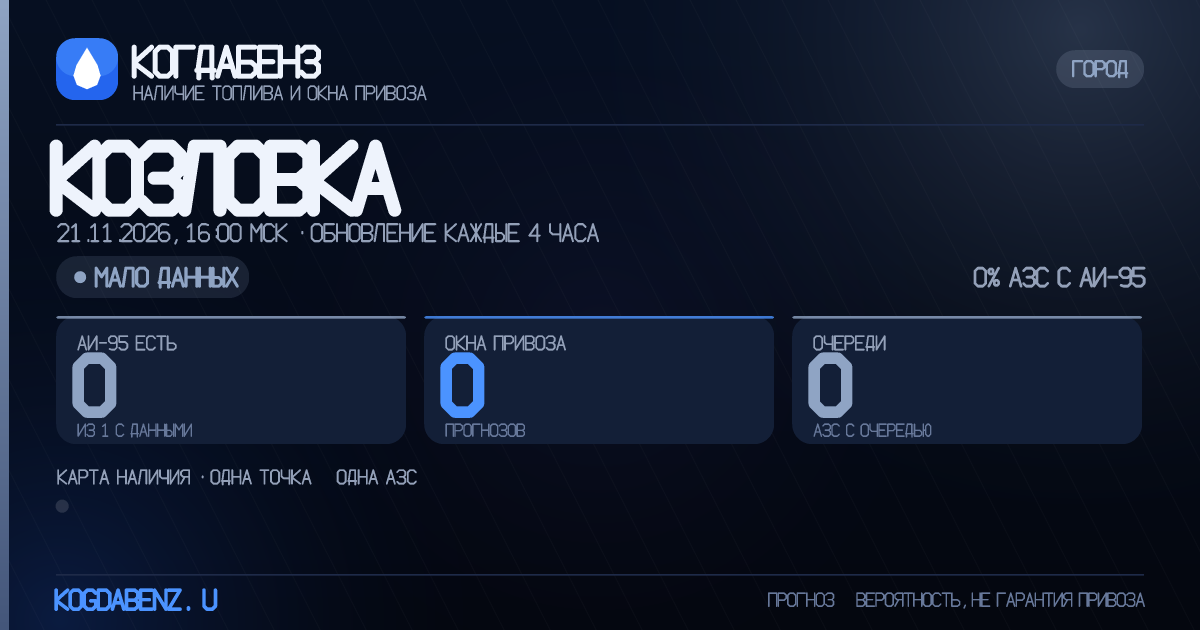 КОГДАБЕНЗ
НАЛИЧИЕ ТОПЛИВА И ОКНА ПРИВОЗА
ГОРОД
КОЗЛОВКА
21.11.2026, 16:00 МСК · ОБНОВЛЕНИЕ КАЖДЫЕ 4 ЧАСА
МАЛО ДАННЫХ
0% АЗС С АИ-95
АИ-95 ЕСТЬ
0
ИЗ 1 С ДАННЫМИ
ОКНА ПРИВОЗА
0
ПРОГНОЗОВ
ОЧЕРЕДИ
0
АЗС С ОЧЕРЕДЬЮ
КАРТА НАЛИЧИЯ · ОДНА ТОЧКА ОДНА АЗС
KOGDABENZ. U
ПРОГНОЗ ВЕРОЯТНОСТЬ, НЕ ГАРАНТИЯ ПРИВОЗА